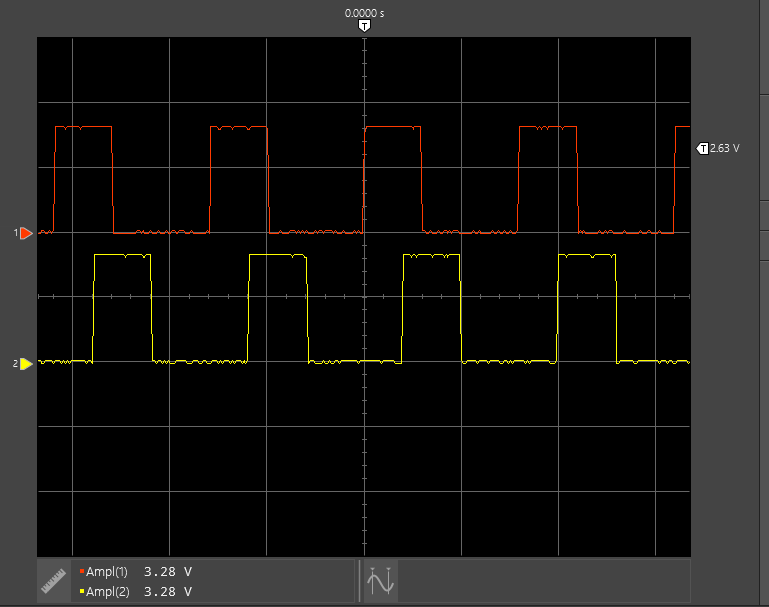 0.0000 s
T
T 2.63 V
1
2
Ampl(1) 3.28 V
Ampl(2) 3.28 V